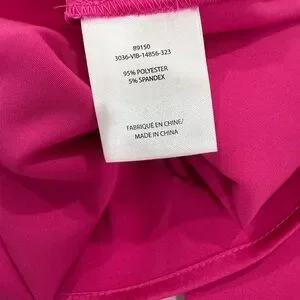 89150
3036-VIB-14856-323
95% POLYESTER
5% SPANDEX
FABRIQUÉ EN CHINE/
MADE IN CHINA